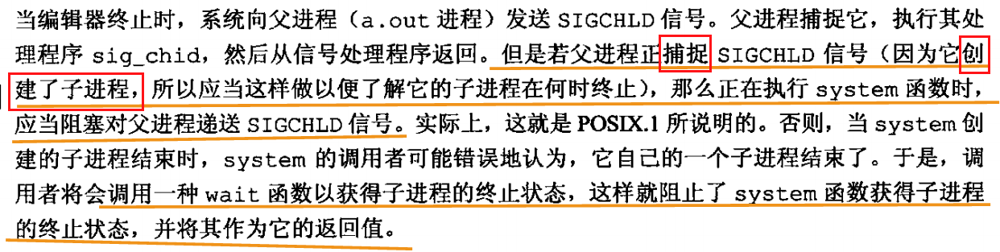 当编辑器终止时，系统向父进程（a.out 进程）发送 SIGCHLD 信号。父进程捕捉它，执行其处
理程序 sig_chid，然后从信号处理程序返回。但是若父进程正捕捉 SIGCHLD 信号（因为它创
建了子进程，所以应当这样做以便了解它的子进程在何时终止），那么正在执行 system 函数时，
应当阻塞对父进程递送 SIGCHLD 信号。实际上，这就是 POSIX.1 所说明的。否则，当 system 创
建的子进程结束时，system 的调用者可能错误地认为，它自己的一个子进程结束了。于是，调
用者将会调用一种 wait 函数以获得子进程的终止状态，这样就阻止了 system 函数获得子进程
的终止状态，并将其作为它的返回值。